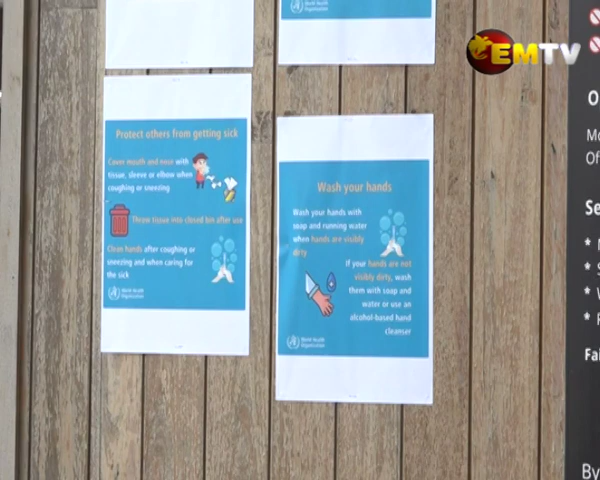 World Health
Organization
EMTV
Protect others from getting sick
Cover mouth and nose with
tissue, sleeve or elbow when
coughing or sneezing
Throw tissue into closed bin after use
Clean hands after coughing or
sneezing and when caring for
the sick
World Health
Organization
Wash your hands
Wash your hands with
soap and running water
when hands are visibly
dirty
If your hands are not
visibly dirty, wash
them with soap and
water or use an
alcohol-based hand
cleanser
World Health
Organization
By